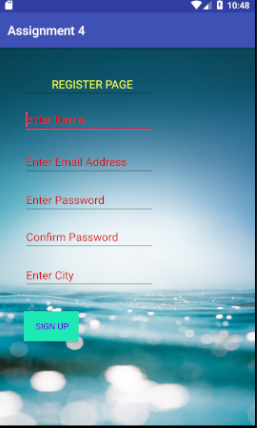 10:48
Assignment 4
REGISTER PAGE
Enter Name
Enter Email Address
Enter Password
Confirm Password
Enter City
SIGN UP